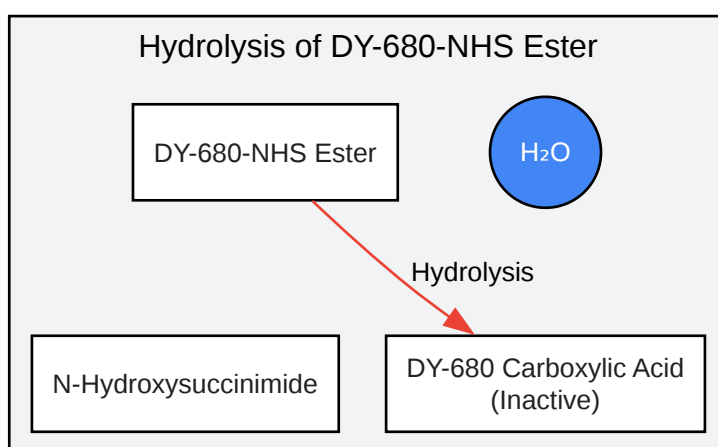 Hydrolysis of DY-680-NHS Ester
DY-680-NHS Ester
H₂O
Hydrolysis
N-Hydroxysuccinimide
DY-680 Carboxylic Acid
(Inactive)